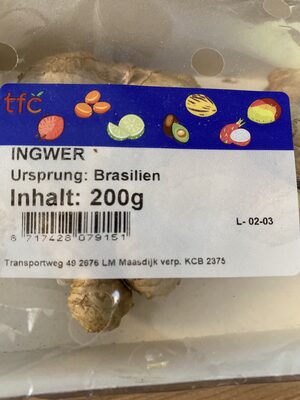 tfc
INGWER
Ursprung: Brasilien
Inhalt: 200g
L- 02-03
8 717428 079151
Transportweg 49 2676 LM Maasdijk verp. KCB 2375